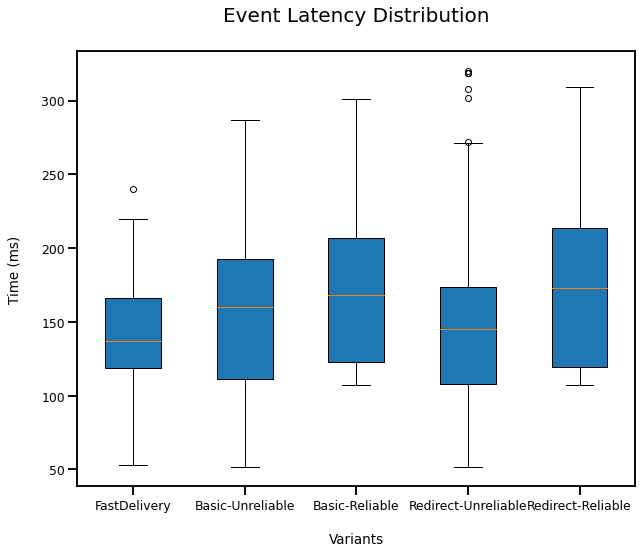 Event Latency Distribution
Time (ms)
300
250
200
150
100
50
FastDelivery Basic-Unreliable Basic-Reliable Redirect-Unreliable Redirect-Reliable
Variants